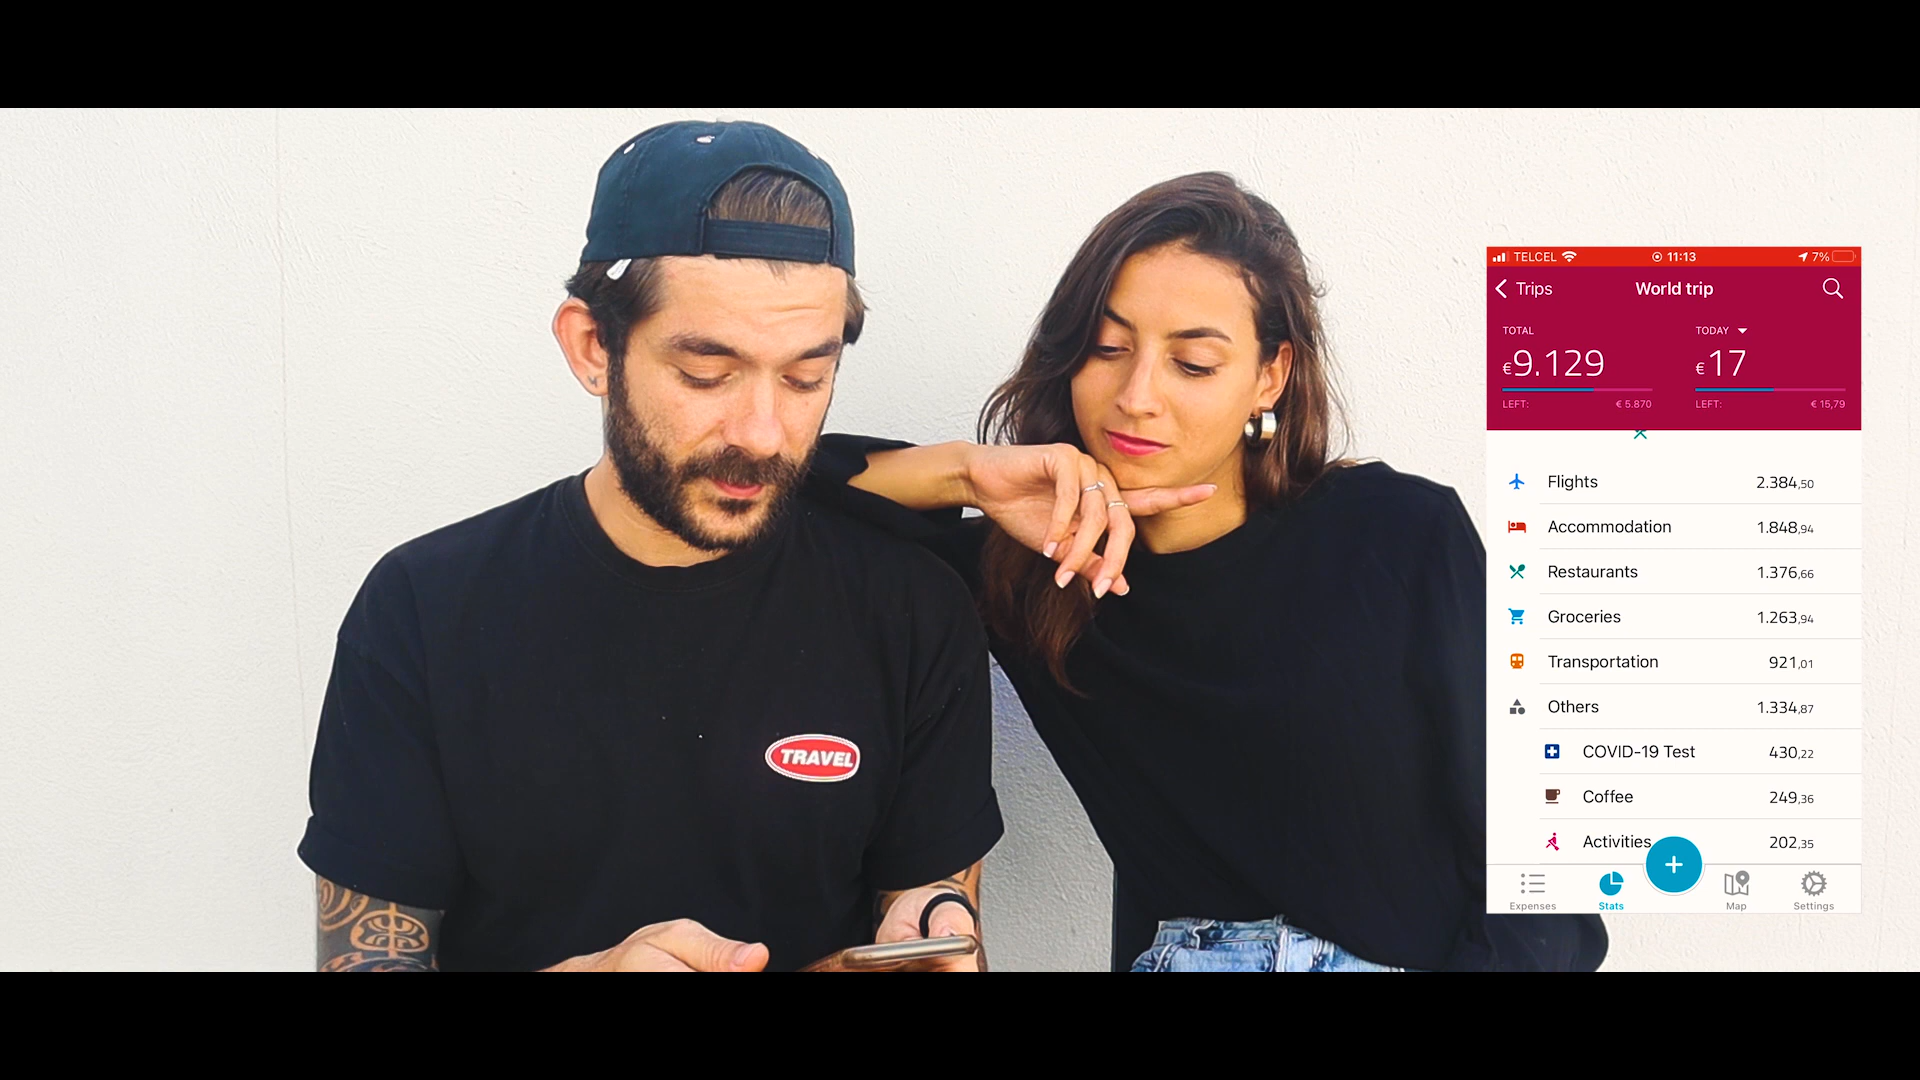 TRAVEL
TELCEL 11:13 7%
Trips World trip
TOTAL TODAY
€9.129 €17
LEFT: € 5.870 LEFT: € 15,79
Flights 2.384,50
Accommodation 1.848,94
Restaurants 1.376,66
Groceries 1.263,94
Transportation 921,01
Others 1.334,87
COVID-19 Test 430,22
Coffee 249,36
Activities 202,35
+
Expenses Stats Map Settings